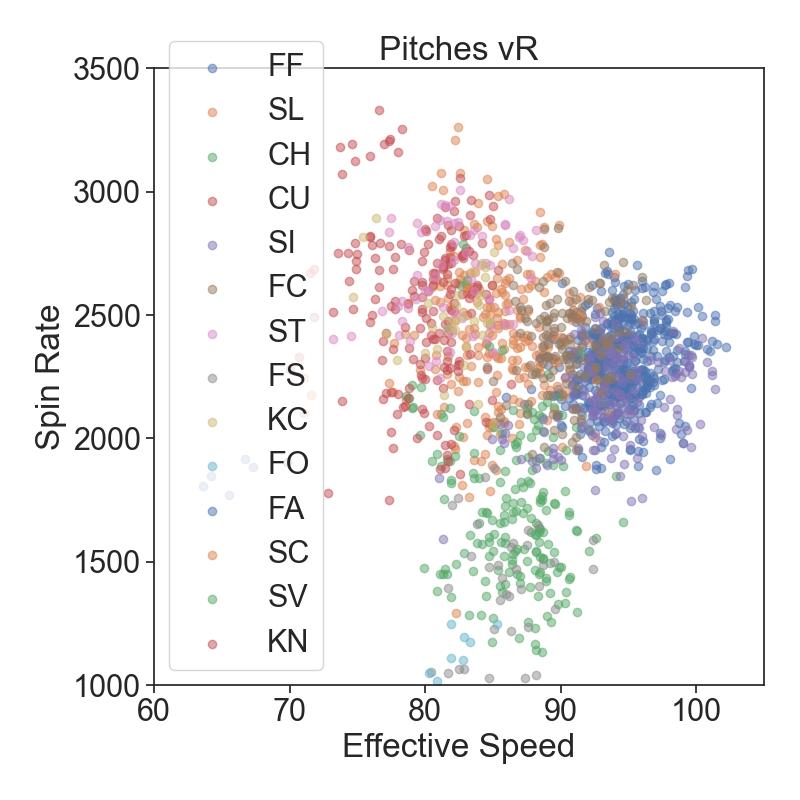 Pitches vR
FF
SL
CH
CU
SI
FC
ST
FS
KC
FO
FA
SC
SV
KN
3500
3000
2500
2000
1500
1000
Spin Rate
60 70 80 90 100
Effective Speed